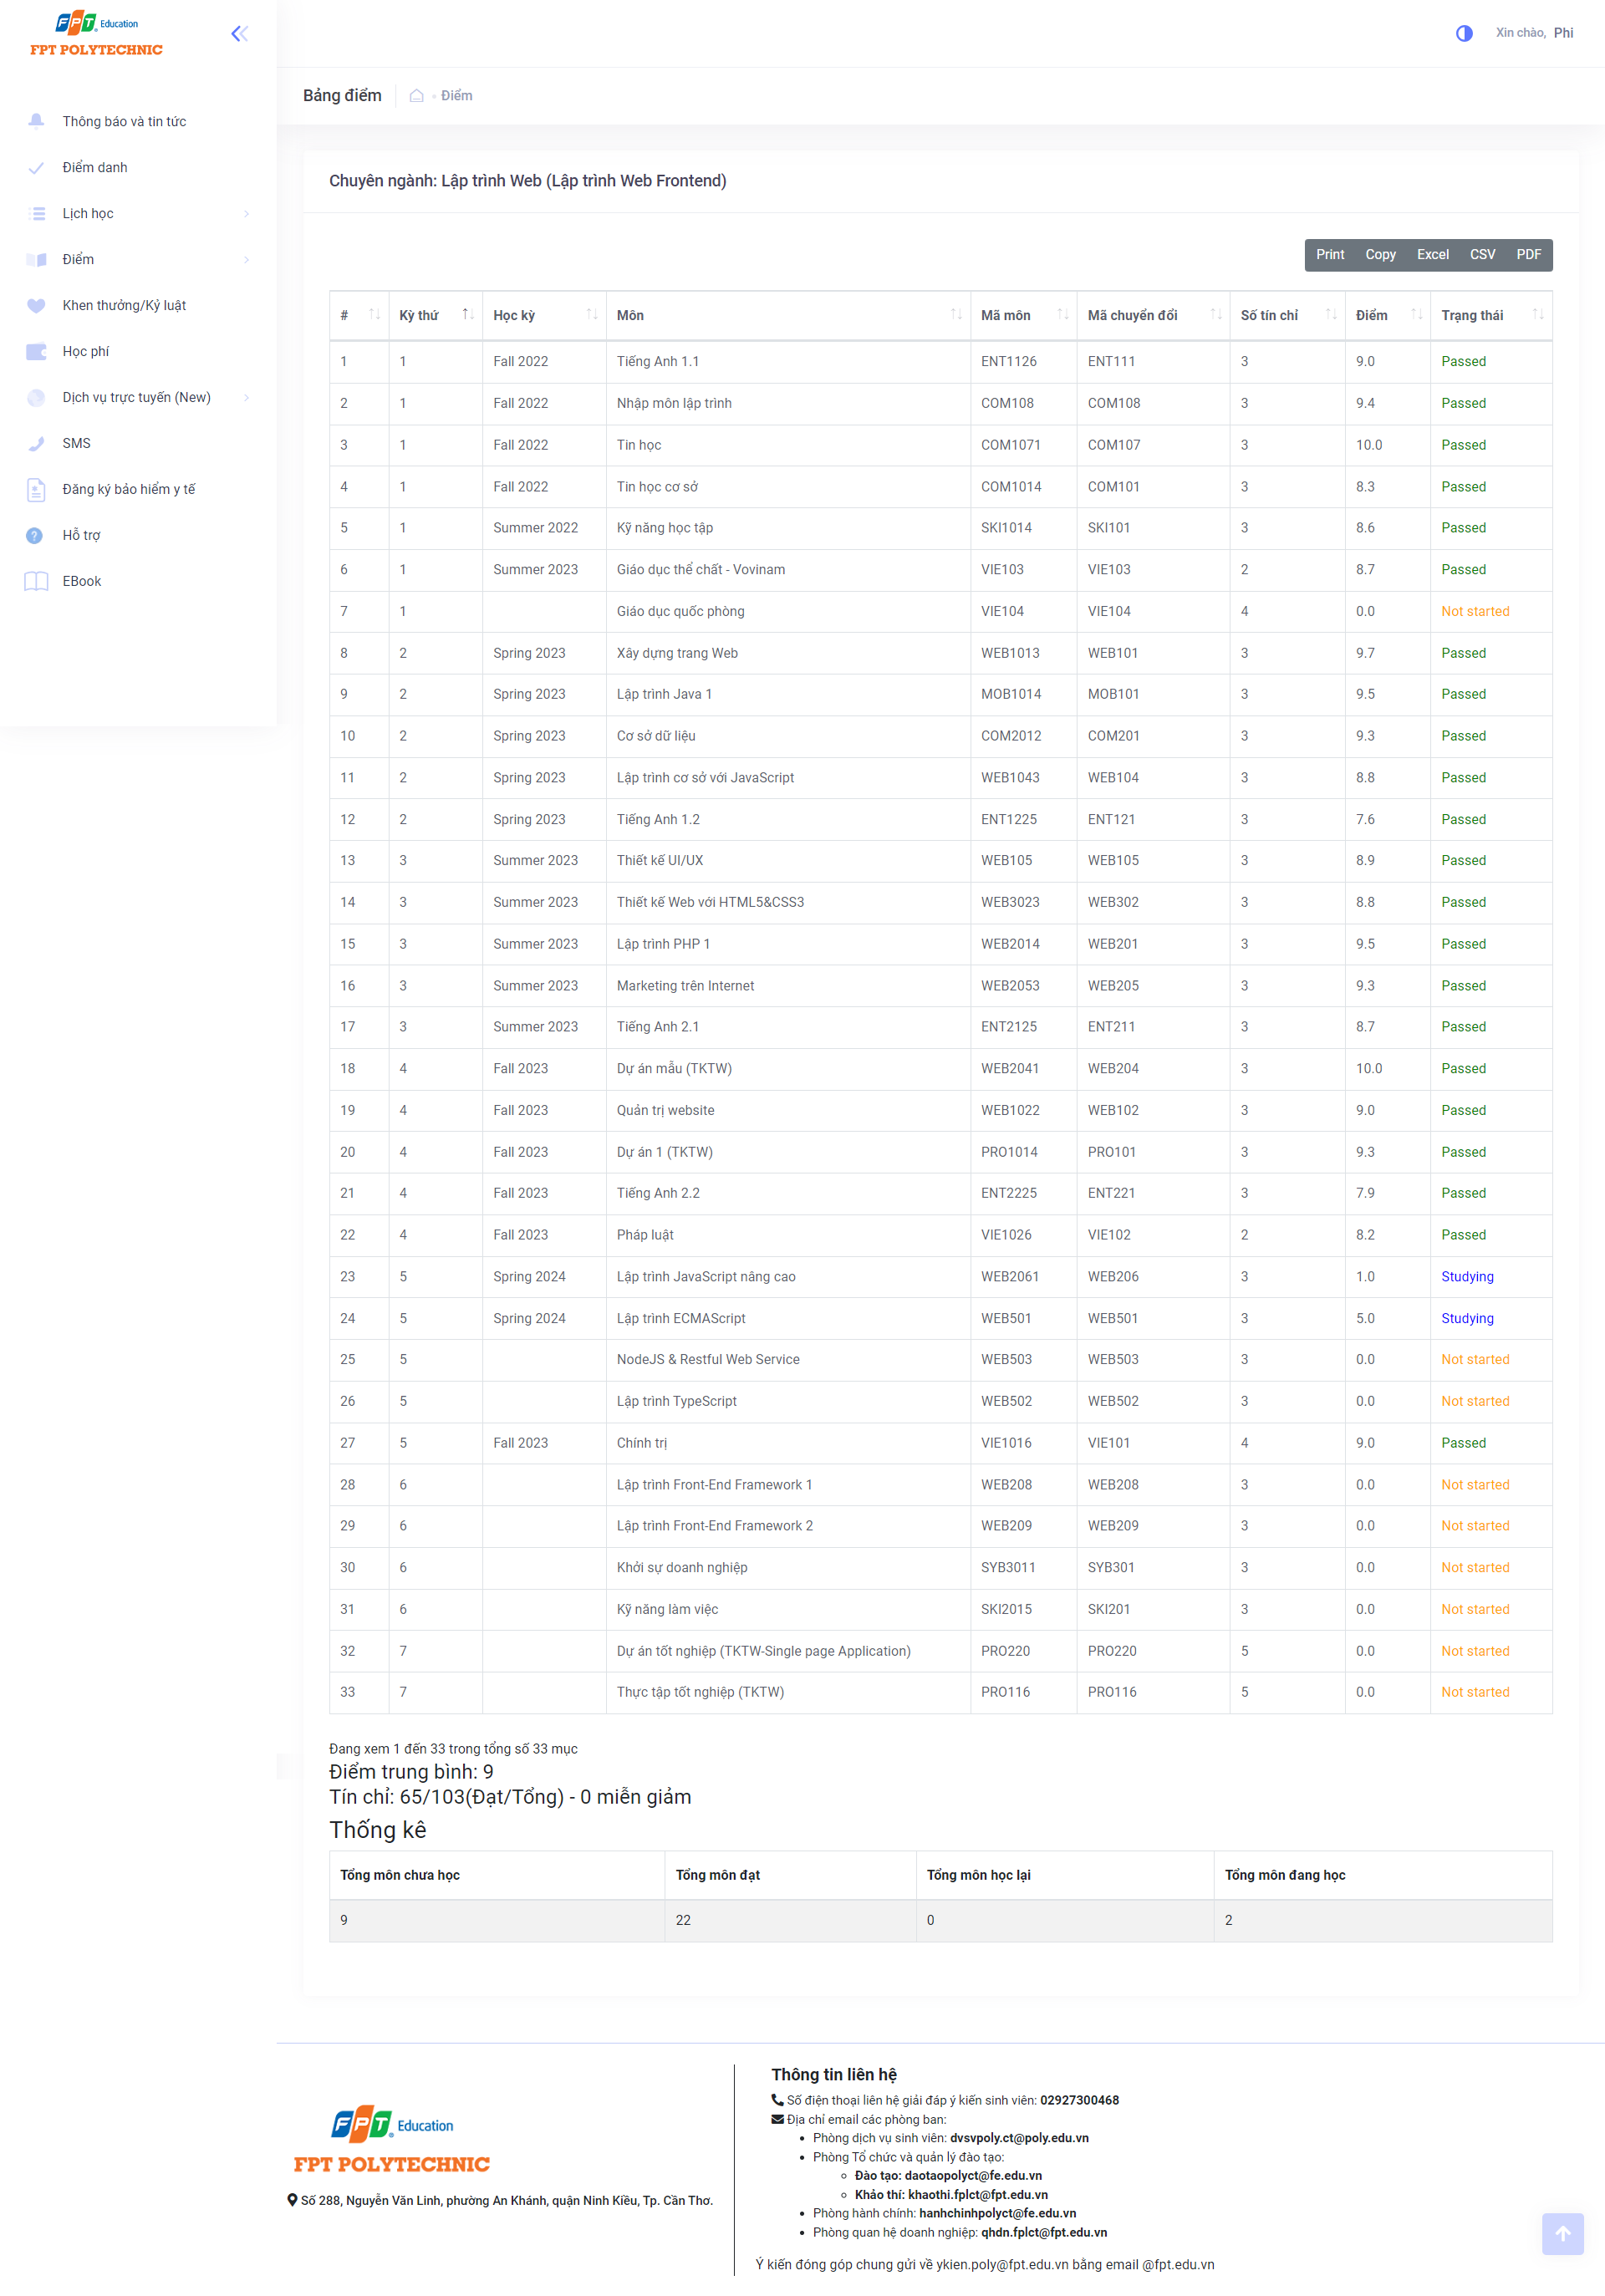 FPT Education
FPT POLYTECHNIC
Xin chào, Phi
Bảng điểm Điểm
Thông báo và tin tức
Điểm danh
Lịch học
Điểm
Khen thưởng/Kỷ luật
Học phí
Dịch vụ trực tuyến (New)
SMS
Đăng ký bảo hiểm y tế
Hỗ trợ
EBook
Chuyên ngành: Lập trình Web (Lập trình Web Frontend)
Print Copy Excel CSV PDF
# Kỳ thứ Học kỳ Môn Mã môn Mã chuyển đổi Số tín chỉ Điểm Trạng thái
1 1 Fall 2022 Tiếng Anh 1.1 ENT1126 ENT111 3 9.0 Passed
2 1 Fall 2022 Nhập môn lập trình COM108 COM108 3 9.4 Passed
3 1 Fall 2022 Tin học COM1071 COM107 3 10.0 Passed
4 1 Fall 2022 Tin học cơ sở COM1014 COM101 3 8.3 Passed
5 1 Summer 2022 Kỹ năng học tập SKI1014 SKI101 3 8.6 Passed
6 1 Summer 2023 Giáo dục thể chất - Vovinam VIE103 VIE103 2 8.7 Passed
7 1 Giáo dục quốc phòng VIE104 VIE104 4 0.0 Not started
8 2 Spring 2023 Xây dựng trang Web WEB1013 WEB101 3 9.7 Passed
9 2 Spring 2023 Lập trình Java 1 MOB1014 MOB101 3 9.5 Passed
10 2 Spring 2023 Cơ sở dữ liệu COM2012 COM201 3 9.3 Passed
11 2 Spring 2023 Lập trình cơ sở với JavaScript WEB1043 WEB104 3 8.8 Passed
12 2 Spring 2023 Tiếng Anh 1.2 ENT1225 ENT121 3 7.6 Passed
13 3 Summer 2023 Thiết kế UI/UX WEB105 WEB105 3 8.9 Passed
14 3 Summer 2023 Thiết kế Web với HTML5&CSS3 WEB3023 WEB302 3 8.8 Passed
15 3 Summer 2023 Lập trình PHP 1 WEB2014 WEB201 3 9.5 Passed
16 3 Summer 2023 Marketing trên Internet WEB2053 WEB205 3 9.3 Passed
17 3 Summer 2023 Tiếng Anh 2.1 ENT2125 ENT211 3 8.7 Passed
18 4 Fall 2023 Dự án mẫu (TKTW) WEB2041 WEB204 3 10.0 Passed
19 4 Fall 2023 Quản trị website WEB1022 WEB102 3 9.0 Passed
20 4 Fall 2023 Dự án 1 (TKTW) PRO1014 PRO101 3 9.3 Passed
21 4 Fall 2023 Tiếng Anh 2.2 ENT2225 ENT221 3 7.9 Passed
22 4 Fall 2023 Pháp luật VIE1026 VIE102 2 8.2 Passed
23 5 Spring 2024 Lập trình JavaScript nâng cao WEB2061 WEB206 3 1.0 Studying
24 5 Spring 2024 Lập trình ECMAScript WEB501 WEB501 3 5.0 Studying
25 5 NodeJS & Restful Web Service WEB503 WEB503 3 0.0 Not started
26 5 Lập trình TypeScript WEB502 WEB502 3 0.0 Not started
27 5 Fall 2023 Chính trị VIE1016 VIE101 4 9.0 Passed
28 6 Lập trình Front-End Framework 1 WEB208 WEB208 3 0.0 Not started
29 6 Lập trình Front-End Framework 2 WEB209 WEB209 3 0.0 Not started
30 6 Khởi sự doanh nghiệp SYB3011 SYB301 3 0.0 Not started
31 6 Kỹ năng làm việc SKI2015 SKI201 3 0.0 Not started
32 7 Dự án tốt nghiệp (TKTW-Single page Application) PRO220 PRO220 5 0.0 Not started
33 7 Thực tập tốt nghiệp (TKTW) PRO116 PRO116 5 0.0 Not started
Đang xem 1 đến 33 trong tổng số 33 mục
Điểm trung bình: 9
Tín chỉ: 65/103(Đạt/Tổng) - 0 miễn giảm
Thống kê
Tổng môn chưa học Tổng môn đạt Tổng môn học lại Tổng môn đang học
9 22 0 2
FPT Education
FPT POLYTECHNIC
Số 288, Nguyễn Văn Linh, phường An Khánh, quận Ninh Kiều, Tp. Cần Thơ.
Thông tin liên hệ
Số điện thoại liên hệ giải đáp ý kiến sinh viên: 02927300468
Địa chỉ email các phòng ban:
Phòng dịch vụ sinh viên: dvsvpoly.ct@poly.edu.vn
Phòng Tổ chức và quản lý đào tạo:
Đào tạo: daotaopolyct@fe.edu.vn
Khảo thí: khaothi.fplct@fpt.edu.vn
Phòng hành chính: hanhchinhpolyct@fe.edu.vn
Phòng quan hệ doanh nghiệp: qhdn.fplct@fpt.edu.vn
Ý kiến đóng góp chung gửi về ykien.poly@fpt.edu.vn bằng email @fpt.edu.vn